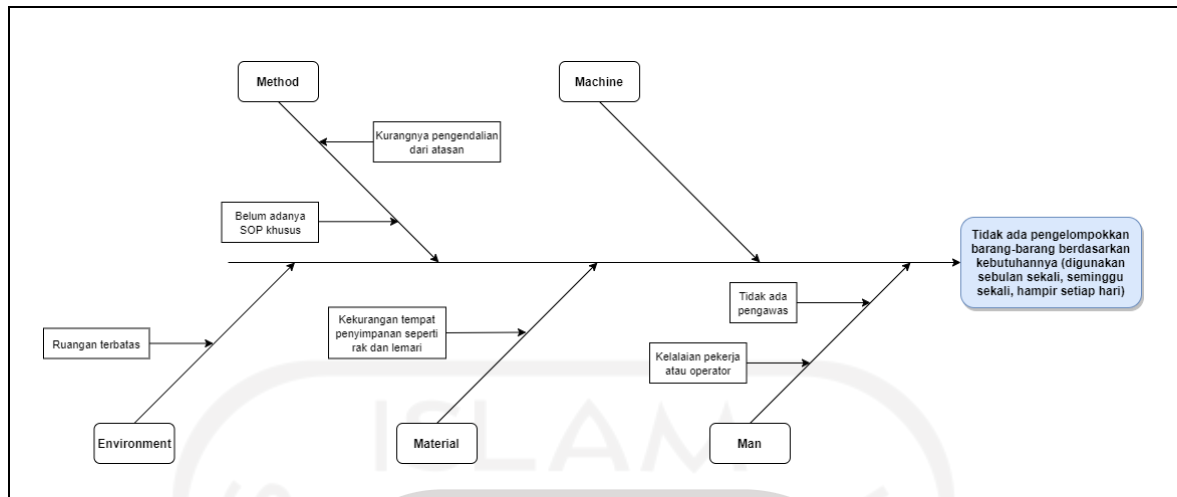 Method
Machine
Kurangnya pengendalian
dari atasan
Belum adanya
SOP khusus
Tidak ada pengelompokkan
barang-barang berdasarkan
kebutuhannya (digunakan
sebulan sekali, seminggu
sekali, hampir setiap hari)
Tidak ada
pengawas
Kekurangan tempat
penyimpanan seperti
rak dan lemari
Ruangan terbatas
Kelalaian pekerja
atau operator
Environment
Material
Man
ISLAM